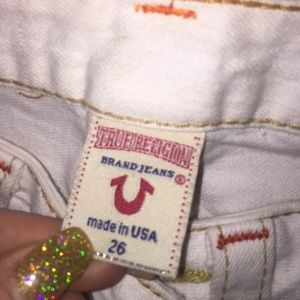 TRUE RELIGION
BRAND JEANS ®
made in USA
26